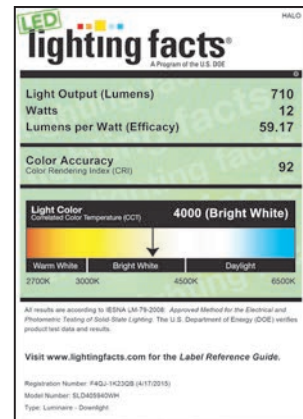 HALO
LED
lighting facts®
A Program of the U.S. DOE
Light Output (Lumens) 710
Watts 12
Lumens per Watt (Efficacy) 59.17
Color Accuracy
Color Rendering Index (CRI) 92
Light Color
Correlated Color Temperature (CCT) 4000 (Bright White)
Warm White Bright White Daylight
2700K 3000K 4500K 6500K
All results are according to IESNA LM-79-2008: Approved Method for the Electrical and
Photometric Testing of Solid-State Lighting. The U.S. Department of Energy (DOE) verifies
product test data and results.
Visit www.lightingfacts.com for the Label Reference Guide.
Registration Number: F4QJ-1K23QB (4/17/2015)
Model Number: SLD405940WH
Type: Luminaire - Downlight